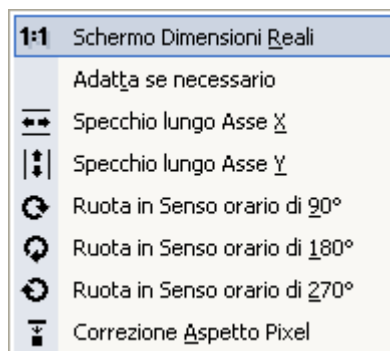 1:1 Schermo Dimensioni Reali
Adatta se necessario
Specchio lungo Asse X
Specchio lungo Asse Y
Ruota in Senso orario di 90°
Ruota in Senso orario di 180°
Ruota in Senso orario di 270°
Correzione Aspetto Pixel